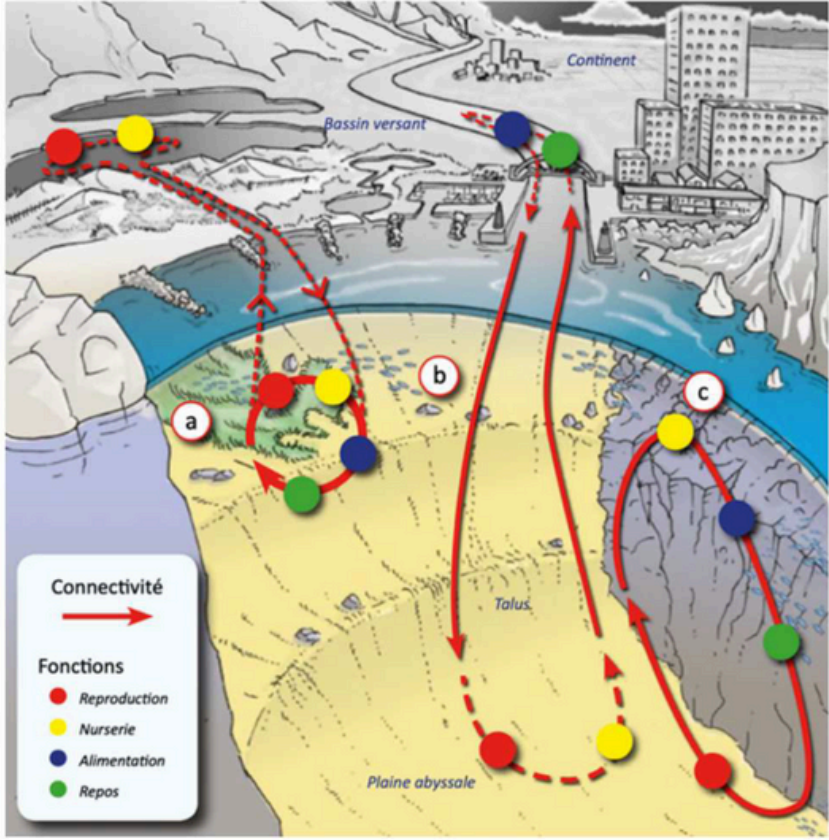 Continent
Bassin versant
a
b
c
Talus
Plaine abyssale
Connectivité
Fonctions
Reproduction
Nurserie
Alimentation
Repos